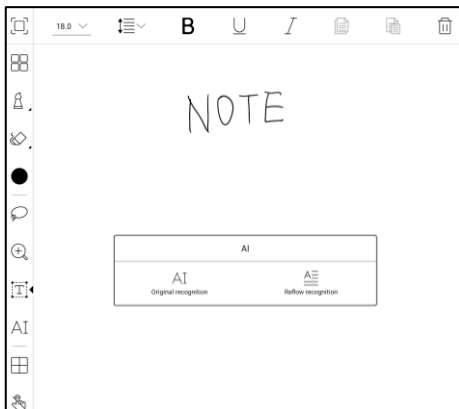 18.0 B U I
NOTE
AI
AI
Original recognition
Reflow recognition
AI